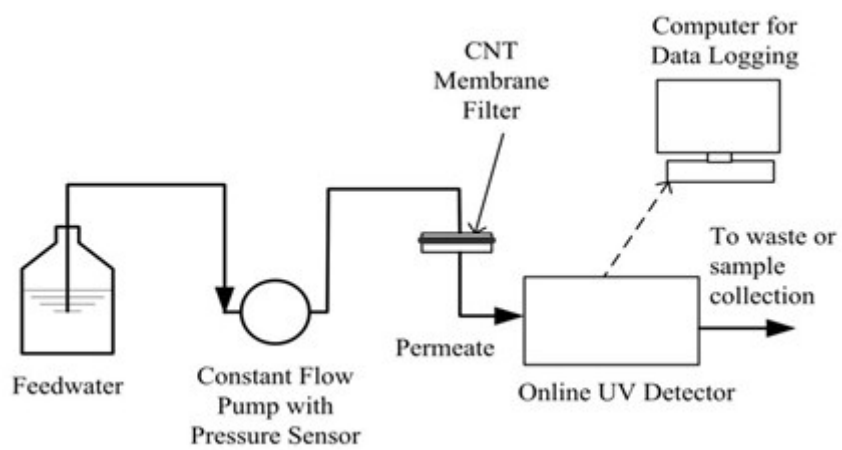 Computer for
Data Logging
CNT
Membrane
Filter
To waste or
sample
collection
Permeate
Feedwater
Constant Flow
Pump with
Pressure Sensor
Online UV Detector